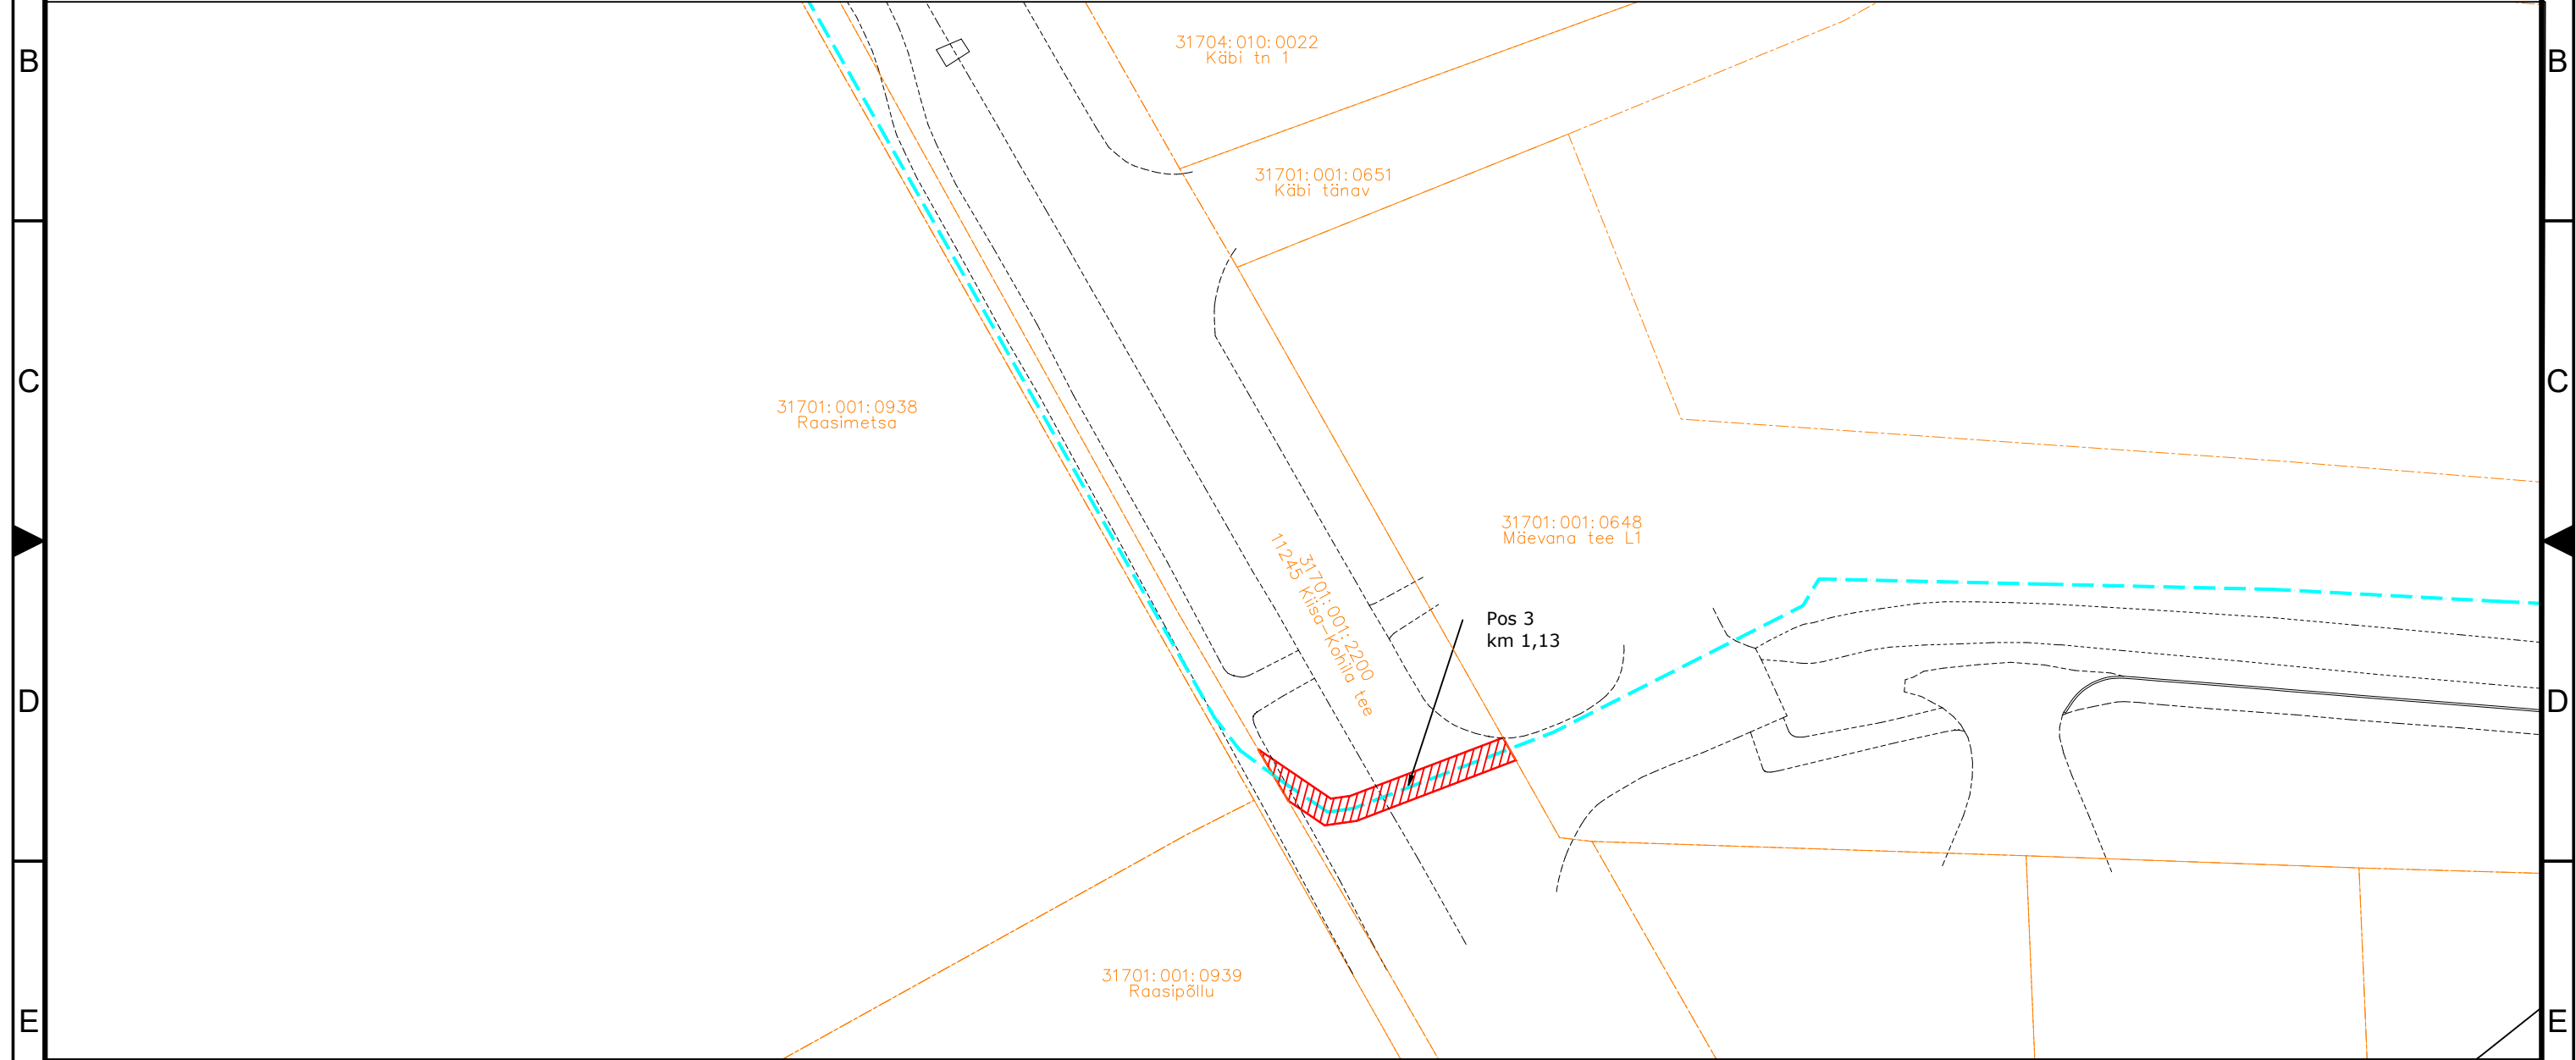 B
B
31704:010:0022
Käbi tn 1
31701:001:0651
Käbi tänav
C
C
31701:001:0938
Raasimetsa
31701:001:0648
Mäevana tee L1
31701:001:2200
11245 Kiisa-Kohila tee
Pos 3
km 1,13
D
D
31701:001:0939
Raasipõllu
E
E